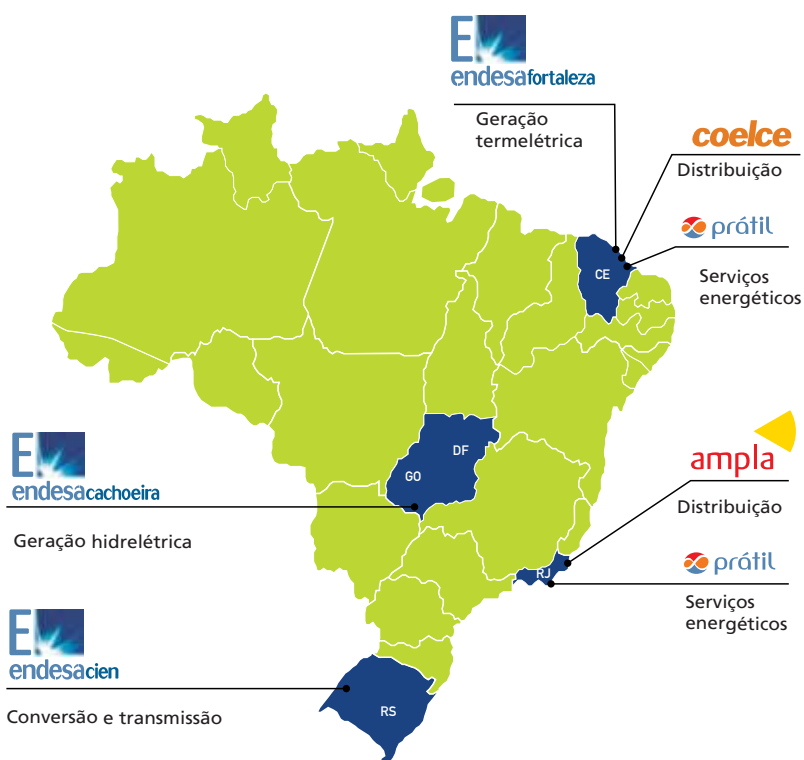 E
endesafortaleza
Geração
termelétrica
coelce
Distribuição
prátil
Serviços
energéticos
CE
E
endesacachoeira
Geração hidrelétrica
DF
GO
ampla
Distribuição
RJ
prátil
Serviços
energéticos
E
endesacien
Conversão e transmissão
RS